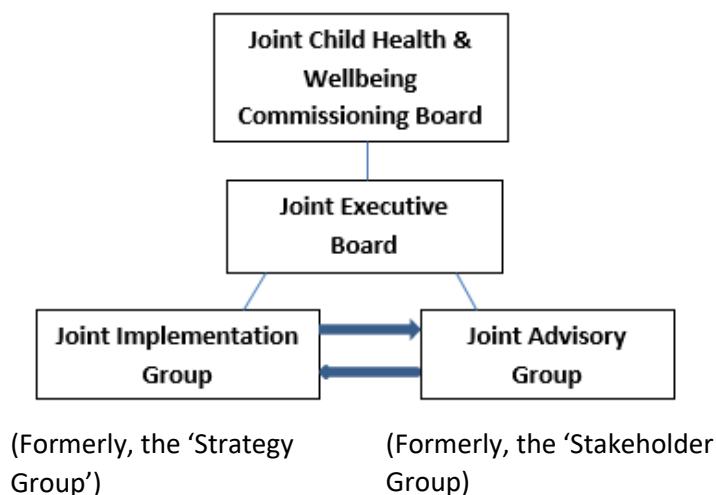 Joint Child Health &
Wellbeing
Commissioning Board
Joint Executive
Board
Joint Implementation
Group
Joint Advisory
Group
(Formerly, the ‘Strategy
Group’)
(Formerly, the ‘Stakeholder
Group)